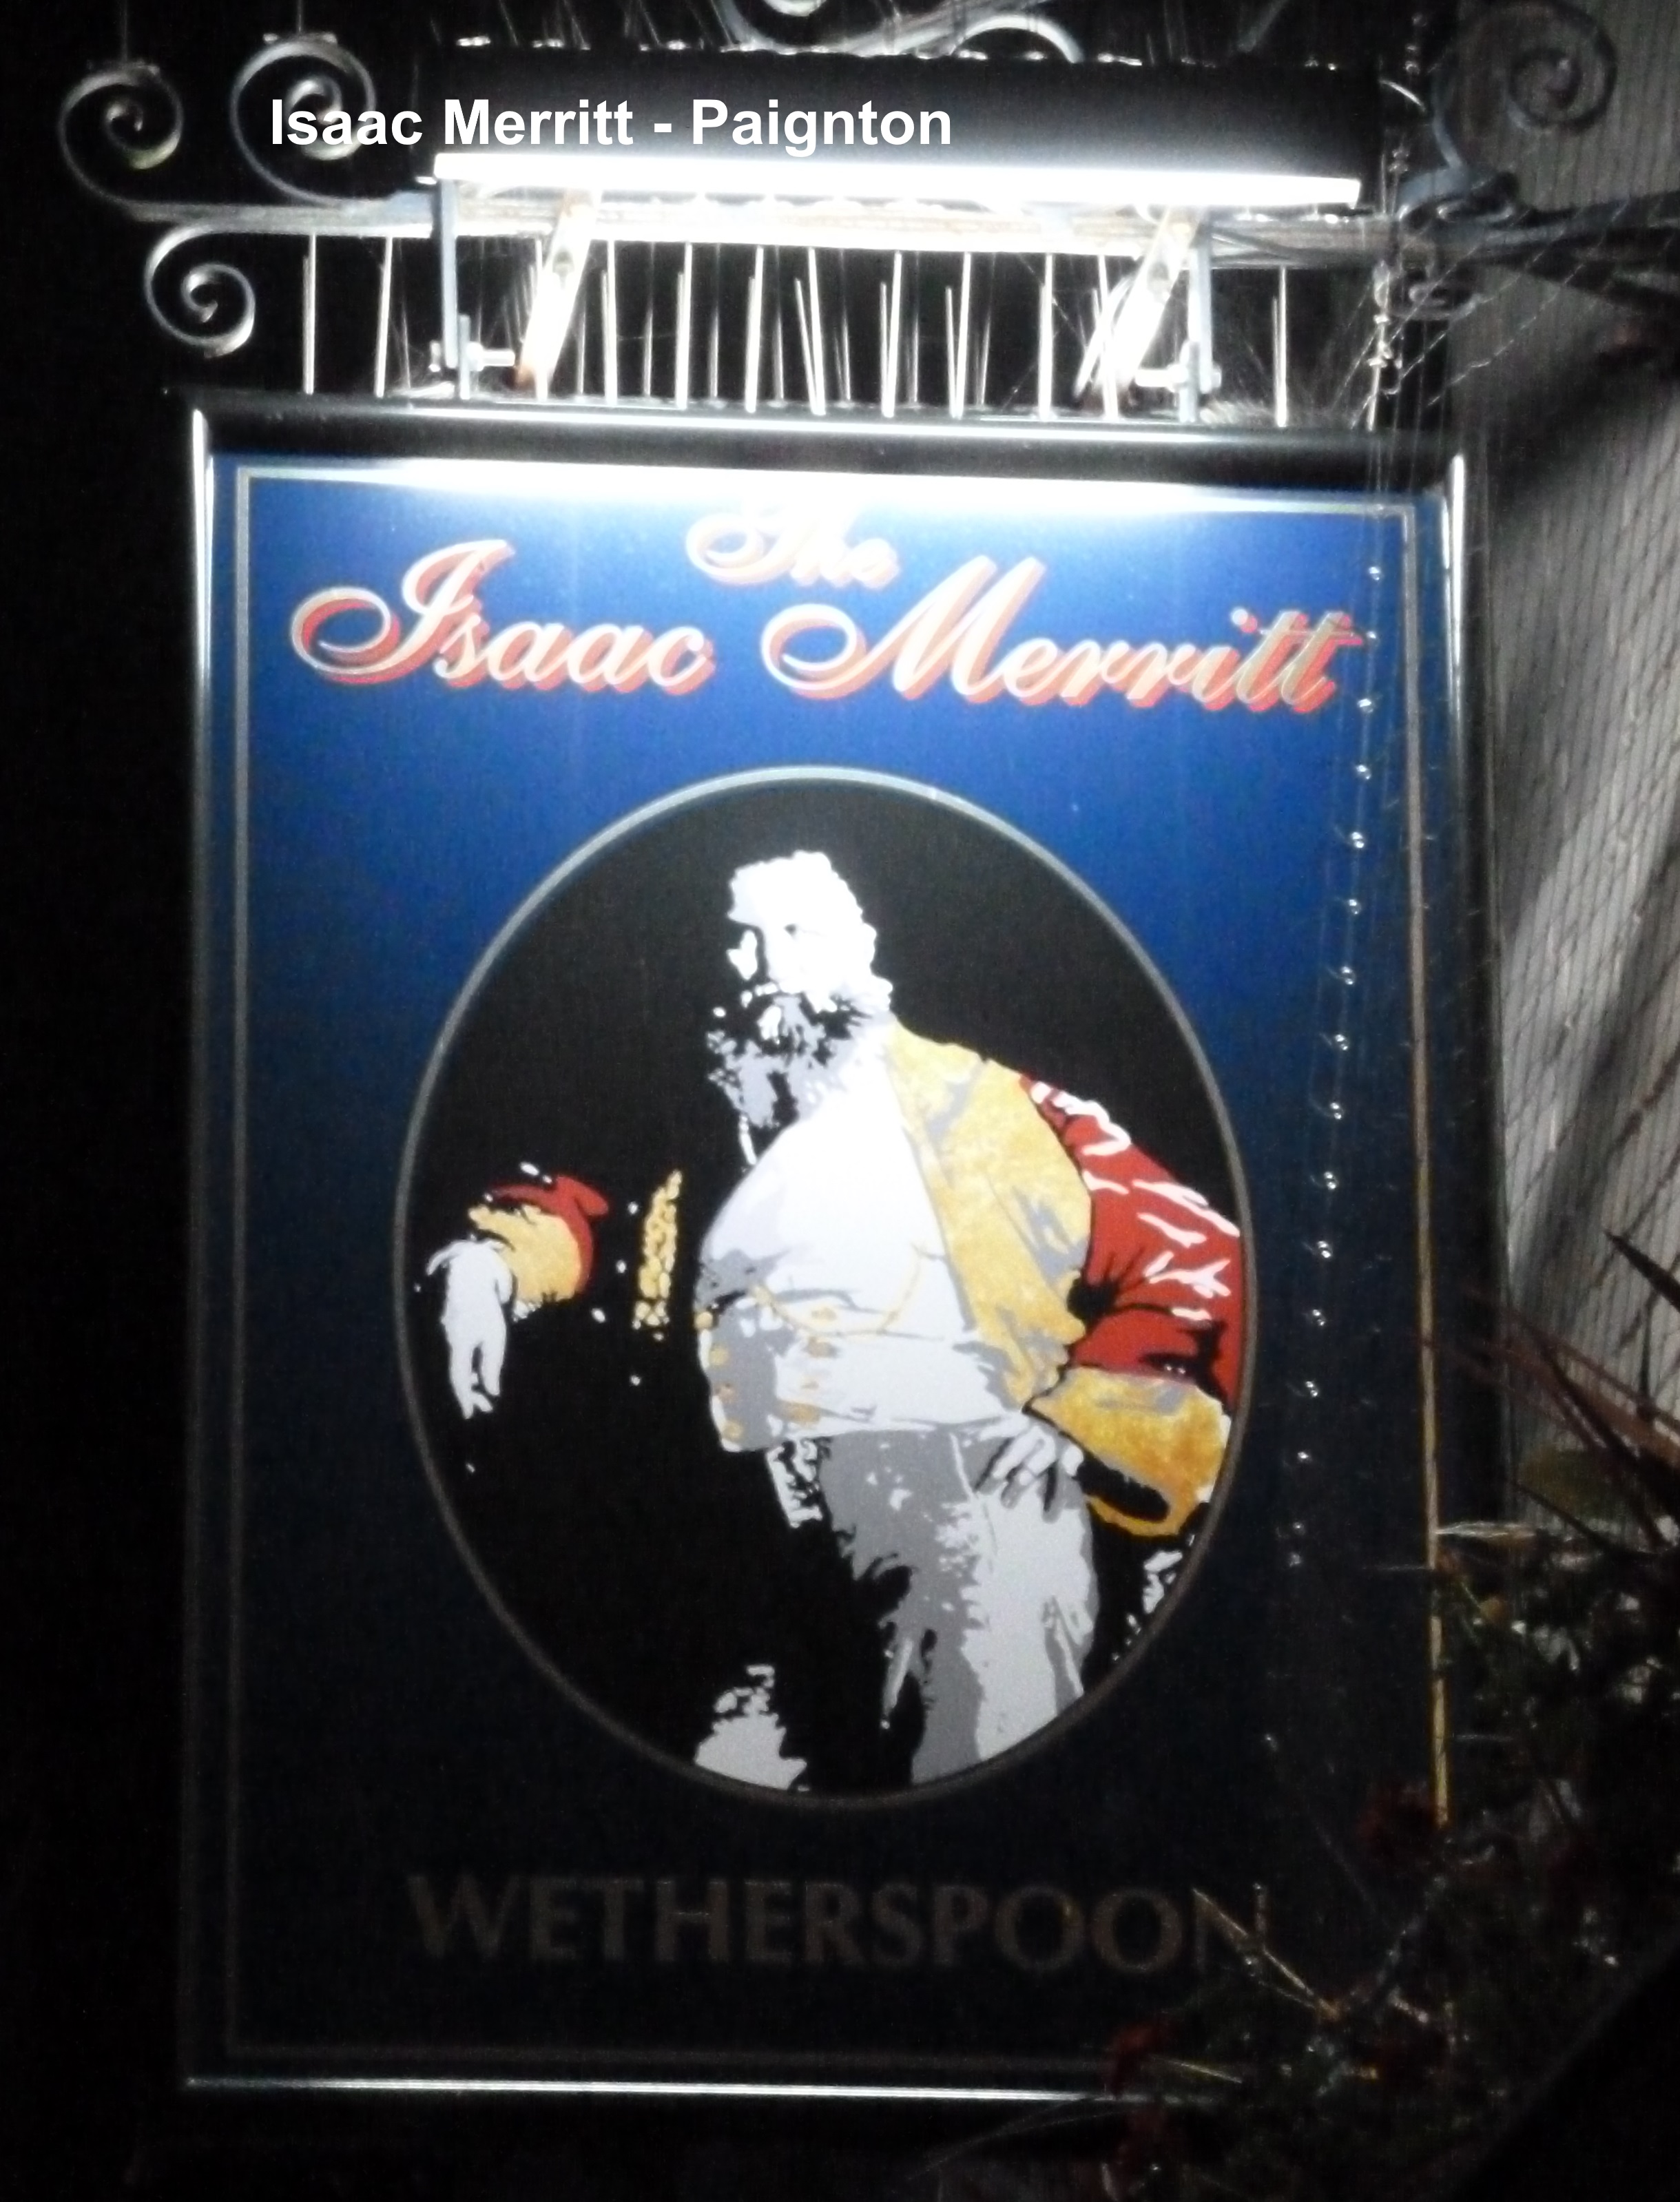 Isaac Merritt - Paignton
The
Isaac Merritt
WETHERSPOON